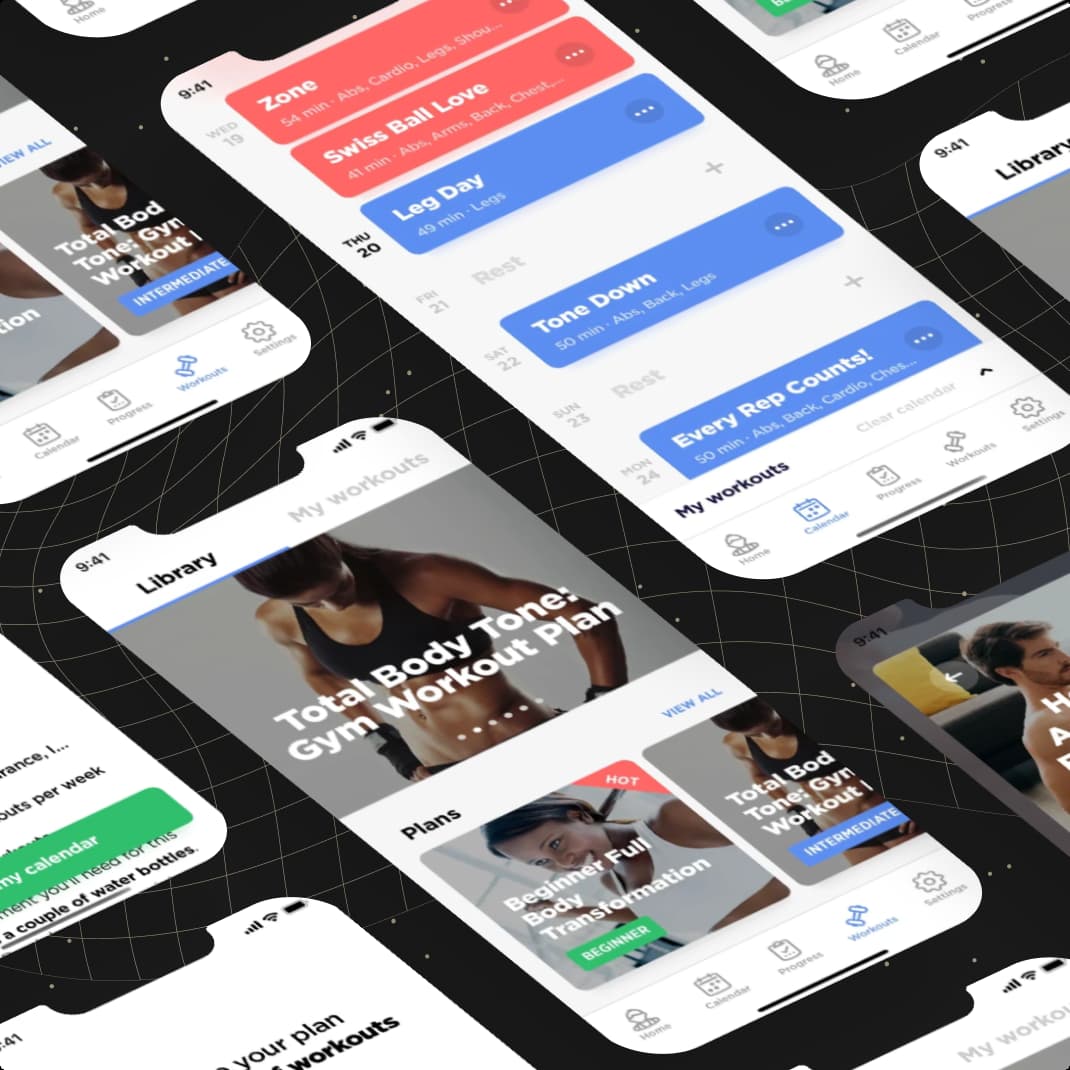 Home
Calendar
Progress
Home
9:41
Zone
54 min · Abs, Cardio, Legs, Shou...
WED
19
Swiss Ball Love
41 min · Abs, Arms, Back, Chest,...
THU
20
Leg Day
49 min · Legs
FRI
21
Rest
SAT
22
Tone Down
50 min · Abs, Back, Legs
SUN
23
Rest
MON
24
Every Rep Counts!
50 min · Abs, Back, Cardio, Ches...
Clear calendar
My workouts
Home
Calendar
Progress
Workouts
Settings
9:41
Library
VIEW ALL
Total Bod
Tone: Gym
Workout
INTERMEDIATE
Calendar
Progress
Workouts
Settings
9:41
Library
My workouts
Total Body Tone:
Gym Workout Plan
Plans
VIEW ALL
HOT
Beginner Full
Body
Transformation
BEGINNER
Total Bod
Tone: Gym
Workout
INTERMEDIATE
Home
Calendar
Progress
Workouts
Settings
9:41
per week
my calendar
you'll need for this
a couple of water bottles.
your plan
workouts
My